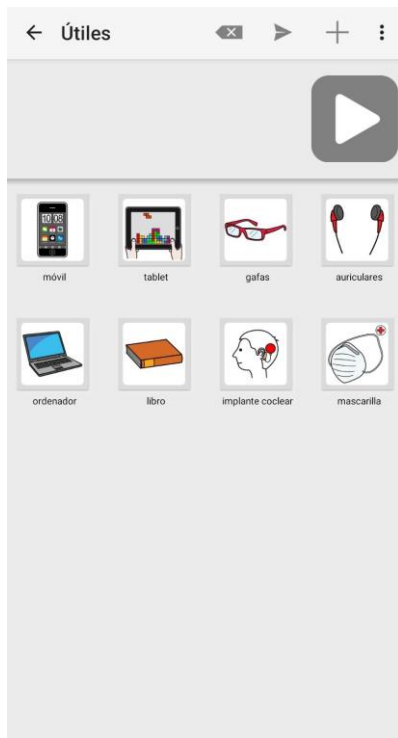 Útiles
10:08
móvil
tablet
gafas
auriculares
ordenador
libro
implante coclear
mascarilla